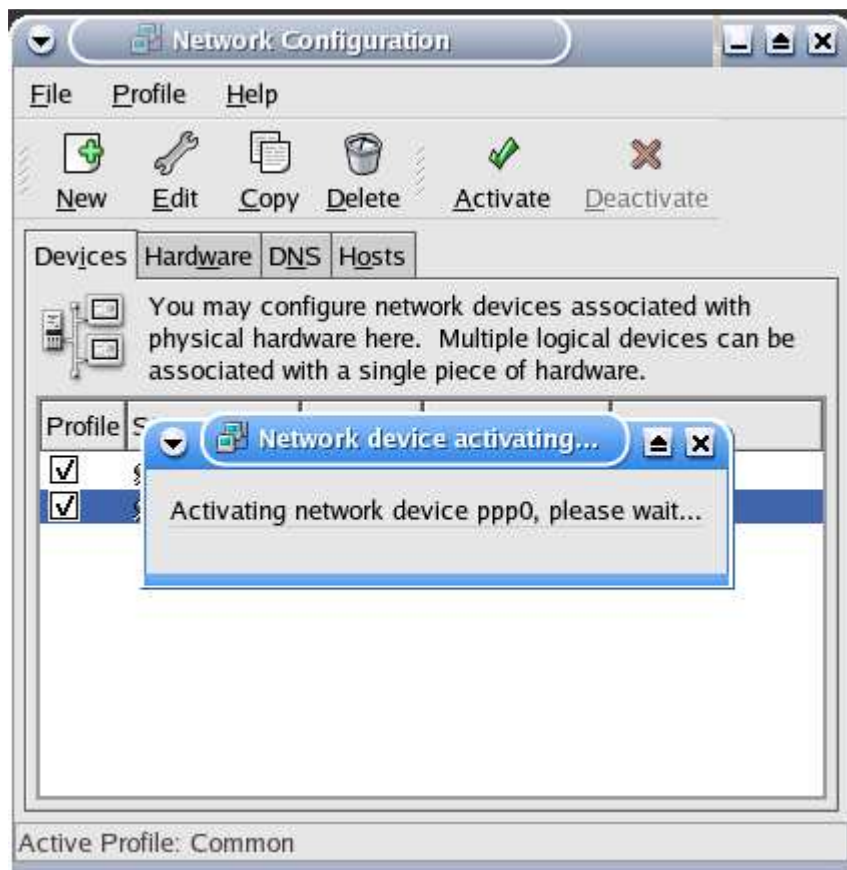 Network Configuration
File Profile Help
New Edit Copy Delete Activate Deactivate
Devices Hardware DNS Hosts
You may configure network devices associated with
physical hardware here. Multiple logical devices can be
associated with a single piece of hardware.
Profile
Network device activating...
Activating network device ppp0, please wait...
Active Profile: Common